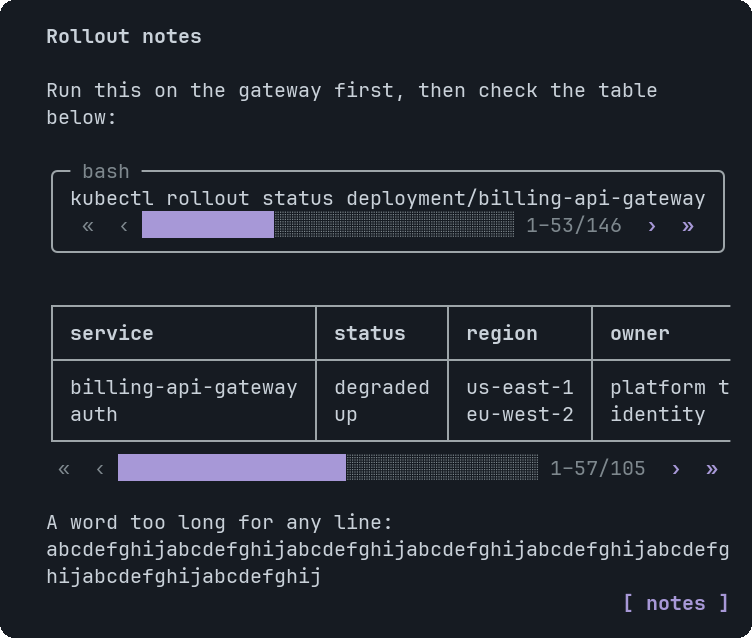 Rollout notes
Run this on the gateway first, then check the table
below:
bash
kubectl rollout status deployment/billing-api-gateway
« ‹ 1–53/146 › »
service status region owner
billing-api-gateway degraded us-east-1 platform t
auth up eu-west-2 identity
« ‹ 1–57/105 › »
A word too long for any line:
abcdefghijabcdefghijabcdefghijabcdefghijabcdefghijabcdefg
hijabcdefghijabcdefghij
[ notes ]